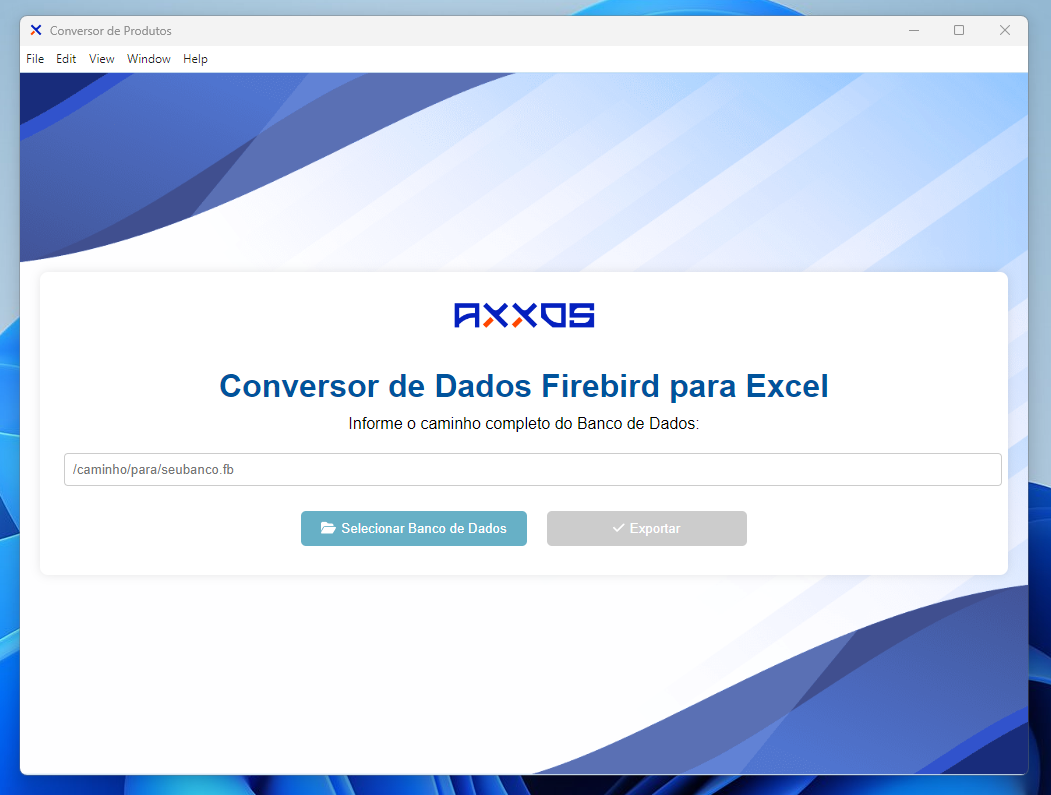 Conversor de Produtos
File Edit View Window Help
AXXOS
Conversor de Dados Firebird para Excel
Informe o caminho completo do Banco de Dados:
/caminho/para/seubanco.fb
Selecionar Banco de Dados
Exportar